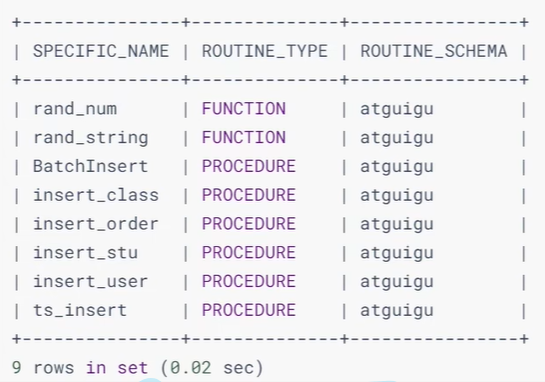 +---------------+--------------+----------------+
| SPECIFIC_NAME | ROUTINE_TYPE | ROUTINE_SCHEMA |
+---------------+--------------+----------------+
| rand_num      | FUNCTION     | atguigu        |
| rand_string   | FUNCTION     | atguigu        |
| BatchInsert   | PROCEDURE    | atguigu        |
| insert_class  | PROCEDURE    | atguigu        |
| insert_order  | PROCEDURE    | atguigu        |
| insert_stu    | PROCEDURE    | atguigu        |
| insert_user   | PROCEDURE    | atguigu        |
| ts_insert     | PROCEDURE    | atguigu        |
+---------------+--------------+----------------+
9 rows in set (0.02 sec)